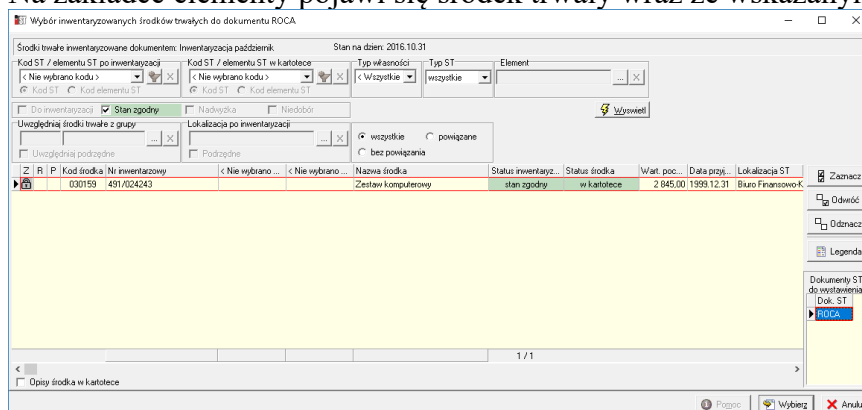 Na zakładce elementy pojawi się środek trwały wraz ze wskazanym
Wybór inwentaryzowanych środków trwałych do dokumentu ROCA
Środki trwałe inwentaryzowane dokumentem: Inwentaryzacja październik Stan na dzien: 2016.10.31
Kod ST / elementu ST po inwentaryzacji Kod ST / elementu ST w kartotece Typ własności Typ ST Element
< Nie wybrano kodu > < Nie wybrano kodu > < Wszystkie wszystkie ... X
Kod ST Kod elementu ST Kod ST Kod elementu ST
Do inwentaryzacji Stan zgodny Nadwyżka Niedobór Wyswietl
Uwzględniaj środki trwałe z grupy Lokalizacja po inwentaryzacji
... X ... X wszystkie powiązane
Uwzględniaj podrzędne Podrzędne bez powiązania
Z R P Kod środka Nr inwentarzowy < Nie wybrano ... < Nie wybrano ... Nazwa środka Status inwentaryz... Status środka Wart. poc... Data przyj... Lokalizacja ST
030159 491/024243 Zestaw komputerowy stan zgodny w kartotece 2 845,00 1999.12.31 Biuro Finansowo-K
Zaznacz
Odwróć
Odznacz
Legenda
Dokumenty ST
do wystawienia
Dok. ST
ROCA
1 / 1
Opisy środka w kartotece
Pomoc Wybierz Anulu